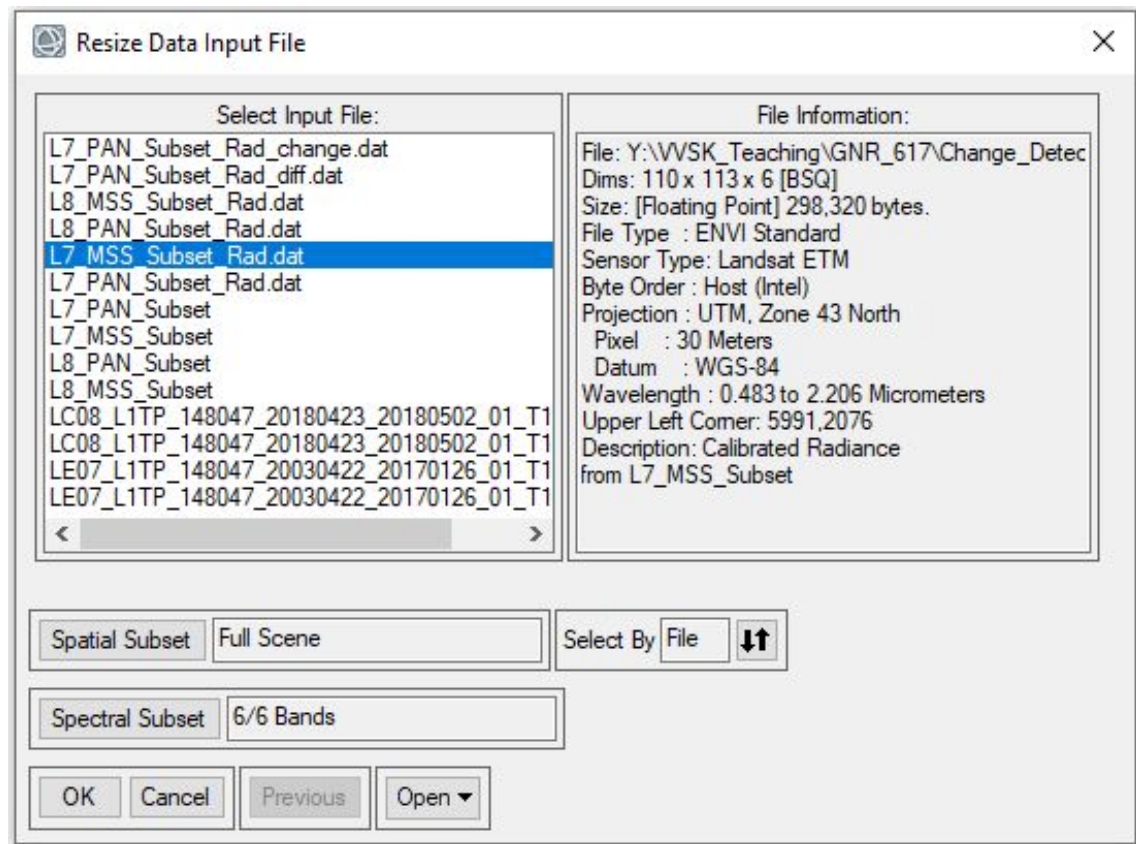 Resize Data Input File
Select Input File:
L7_PAN_Subset_Rad_change.dat
L7_PAN_Subset_Rad_diff.dat
L8_MSS_Subset_Rad.dat
L8_PAN_Subset_Rad.dat
L7_MSS_Subset_Rad.dat
L7_PAN_Subset_Rad.dat
L7_PAN_Subset
L7_MSS_Subset
L8_PAN_Subset
L8_MSS_Subset
LC08_L1TP_148047_20180423_20180502_01_T1
LC08_L1TP_148047_20180423_20180502_01_T1
LE07_L1TP_148047_20030422_20170126_01_T1
LE07_L1TP_148047_20030422_20170126_01_T1
File Information:
File: Y:\VVSK_Teaching\GNR_617\Change_Detec
Dims: 110 x 113 x 6 [BSQ]
Size: [Floating Point] 298,320 bytes.
File Type : ENVI Standard
Sensor Type: Landsat ETM
Byte Order : Host (Intel)
Projection : UTM, Zone 43 North
Pixel : 30 Meters
Datum : WGS-84
Wavelength : 0.483 to 2.206 Micrometers
Upper Left Corner: 5991,2076
Description: Calibrated Radiance
from L7_MSS_Subset
Spatial Subset Full Scene Select By File
Spectral Subset 6/6 Bands
OK Cancel Previous Open